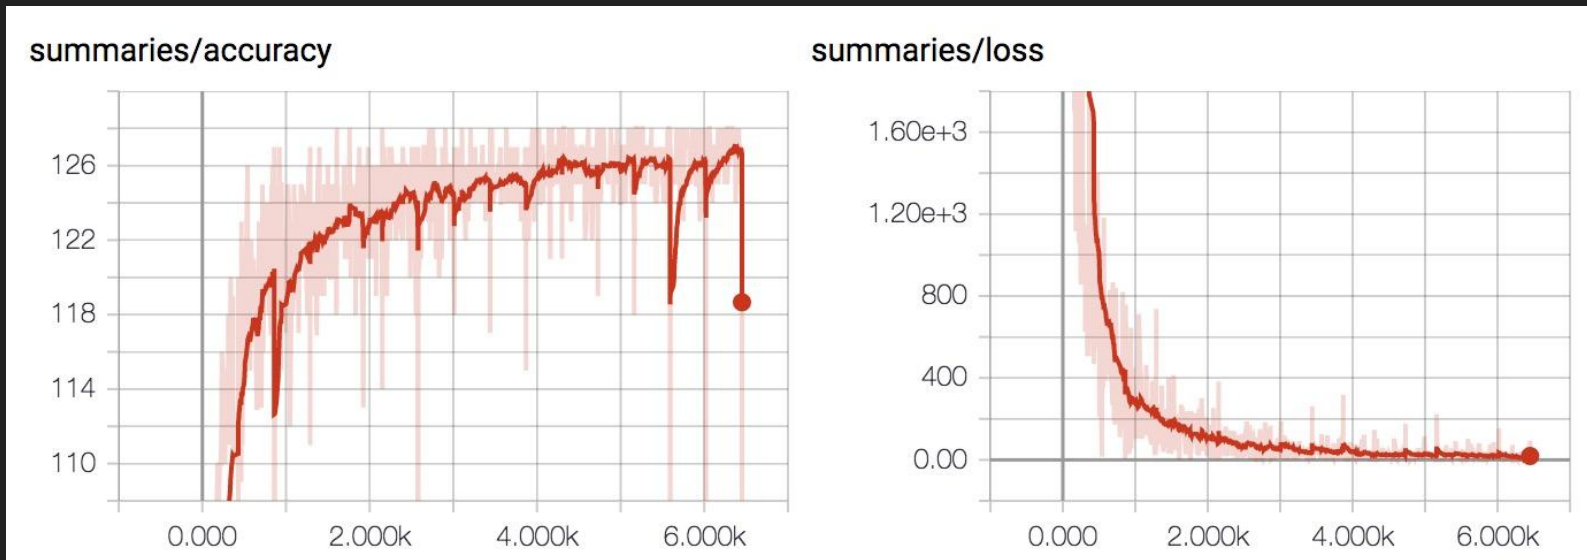 summaries/accuracy
126
122
118
114
110
0.000
2.000k
4.000k
6.000k
summaries/loss
1.60e+3
1.20e+3
800
400
0.00
0.000
2.000k
4.000k
6.000k